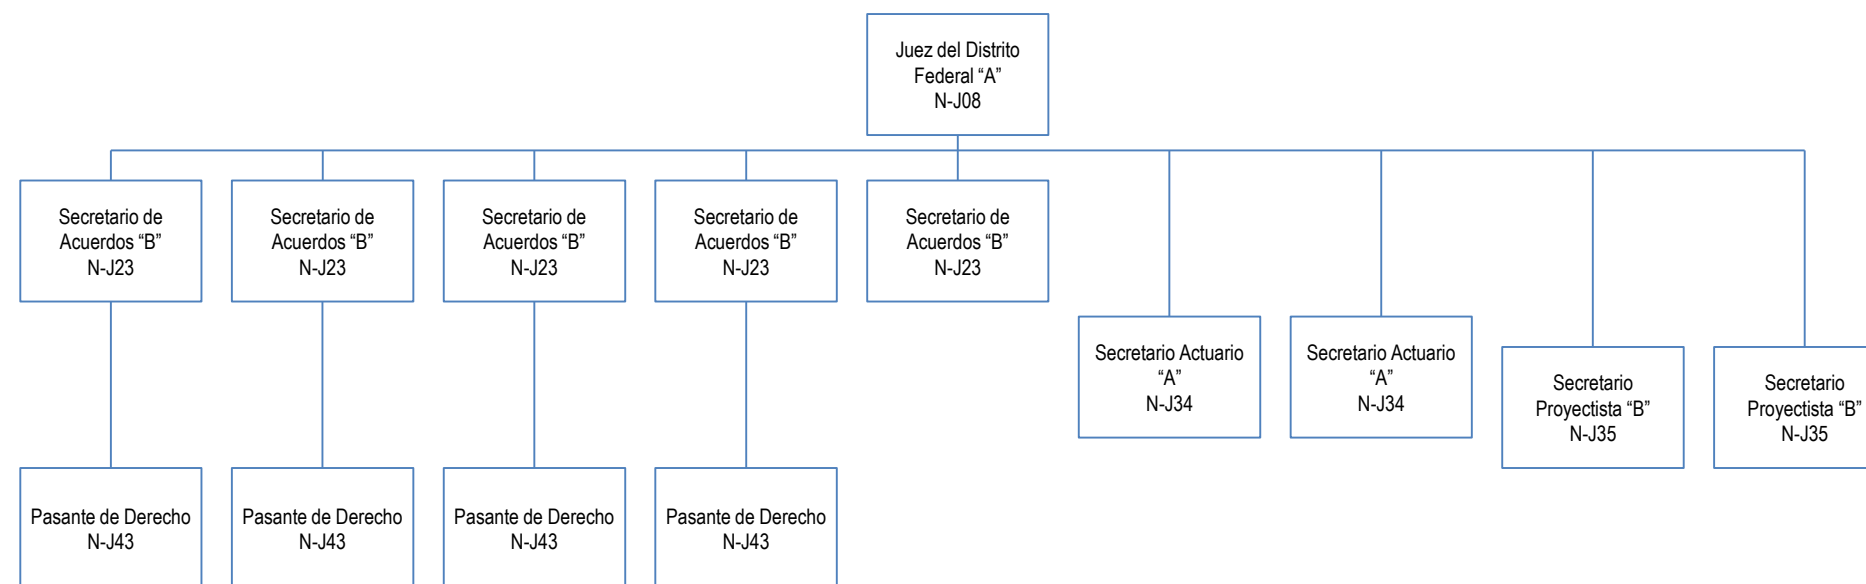 Juez del Distrito
Federal “A”
N-J08
Secretario de
Acuerdos “B”
N-J23
Secretario de
Acuerdos “B”
N-J23
Secretario de
Acuerdos “B”
N-J23
Secretario de
Acuerdos “B”
N-J23
Secretario de
Acuerdos “B”
N-J23
Secretario Actuario
“A”
N-J34
Secretario Actuario
“A”
N-J34
Secretario
Proyectista “B”
N-J35
Secretario
Proyectista “B”
N-J35
Pasante de Derecho
N-J43
Pasante de Derecho
N-J43
Pasante de Derecho
N-J43
Pasante de Derecho
N-J43